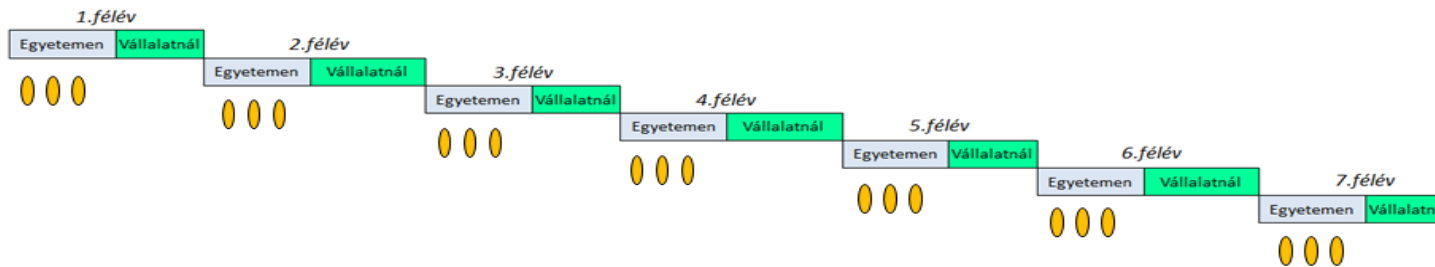 1.félév
Egyetemen Vállalatnál
2.félév
Egyetemen Vállalatnál
3.félév
Egyetemen Vállalatnál
4.félév
Egyetemen Vállalatnál
5.félév
Egyetemen Vállalatnál
6.félév
Egyetemen Vállalatnál
7.félév
Egyetemen Vállalatn